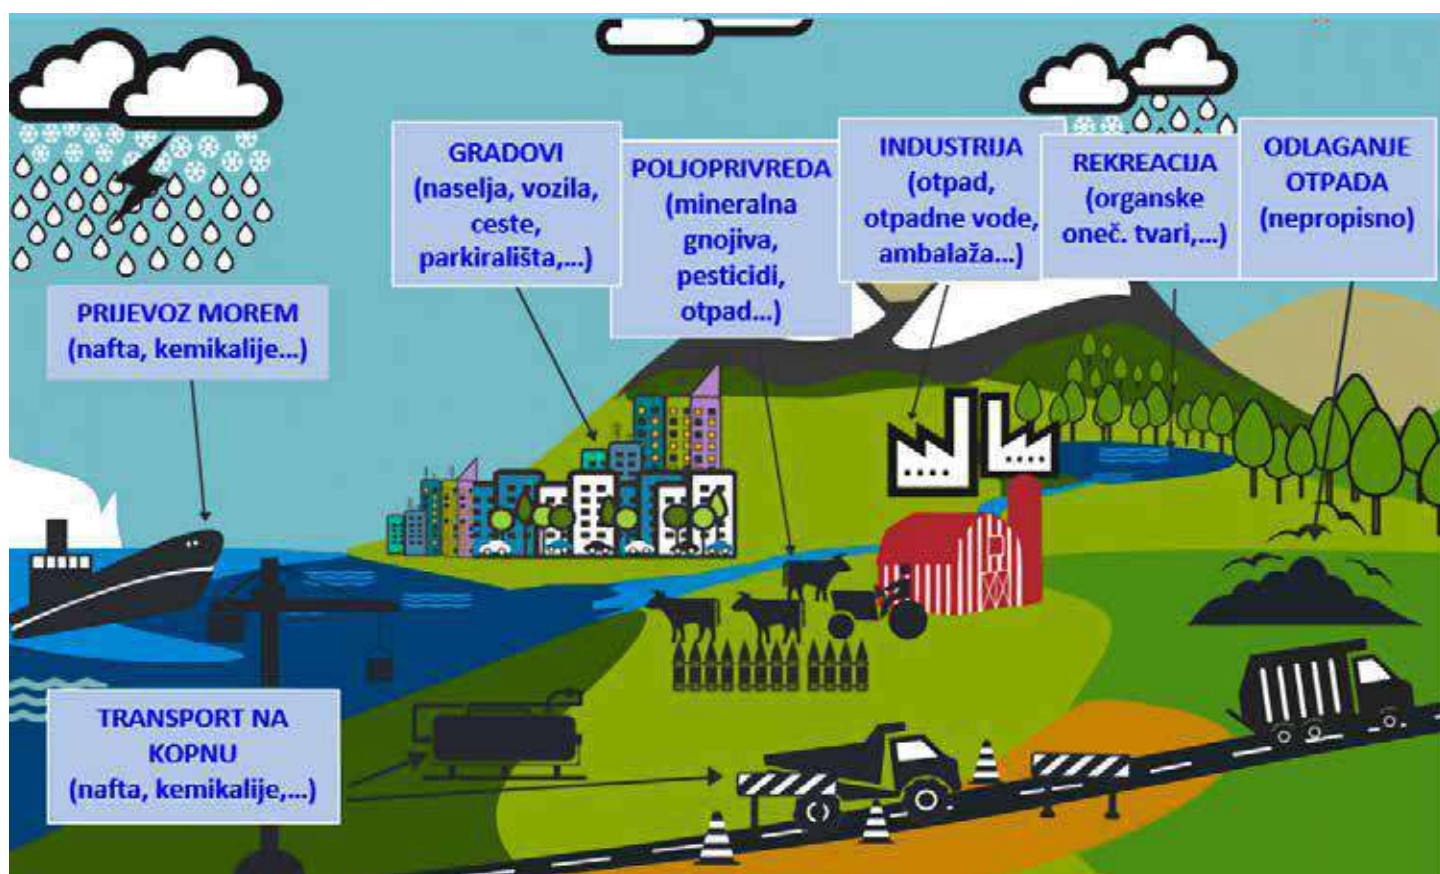 GRADOVI
(naselja, vozila,
ceste,
parkirališta,...)
POLJOPRIVREDA
(mineralna
gnojiva,
pesticidi,
otpad...)
INDUSTRIJA
(otpad,
otpadne vode,
ambalaža...)
REKREACIJA
(organske
oneč. tvari,...)
ODLAGANJE
OTPADA
(nepropisno)
PRIJEVOZ MOREM
(nafta, kemikalije...)
TRANSPORT NA
KOPNU
(nafta, kemikalije,...)